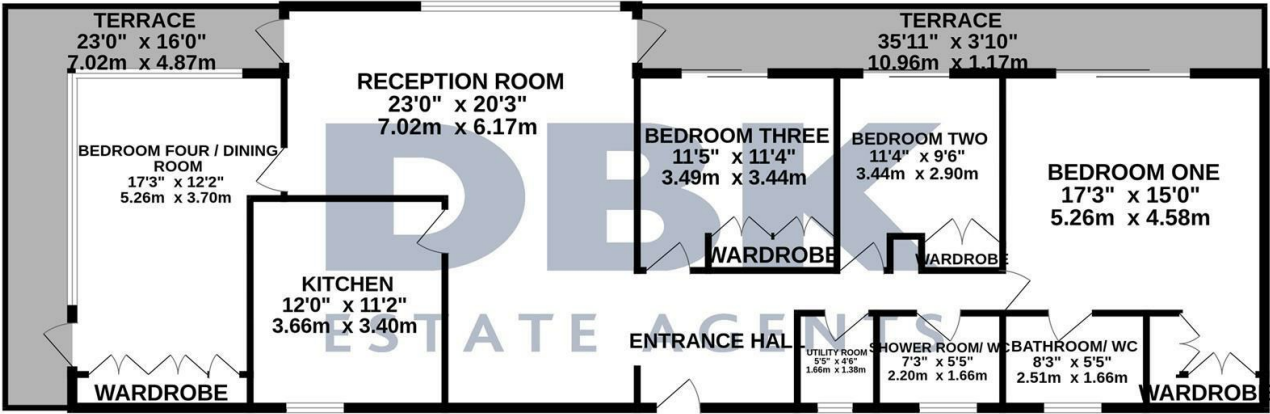 TERRACE
23'0" x 16'0"
7.02m x 4.87m
TERRACE
35'11" x 3'10"
10.96m x 1.17m
RECEPTION ROOM
23'0" x 20'3"
7.02m x 6.17m
BEDROOM FOUR / DINING
ROOM
17'3" x 12'2"
5.26m x 3.70m
BEDROOM THREE
11'5" x 11'4"
3.49m x 3.44m
BEDROOM TWO
11'4" x 9'6"
3.44m x 2.90m
BEDROOM ONE
17'3" x 15'0"
5.26m x 4.58m
DBK
ESTATE AGENTS
WARDROBE
WARDROBE
KITCHEN
12'0" x 11'2"
3.66m x 3.40m
ENTRANCE HALL
UTILITY ROOM
5'5" x 4'6"
1.66m x 1.38m
SHOWER ROOM/ WC
7'3" x 5'5"
2.20m x 1.66m
BATHROOM/ WC
8'3" x 5'5"
2.51m x 1.66m
WARDROBE
WARDROBE